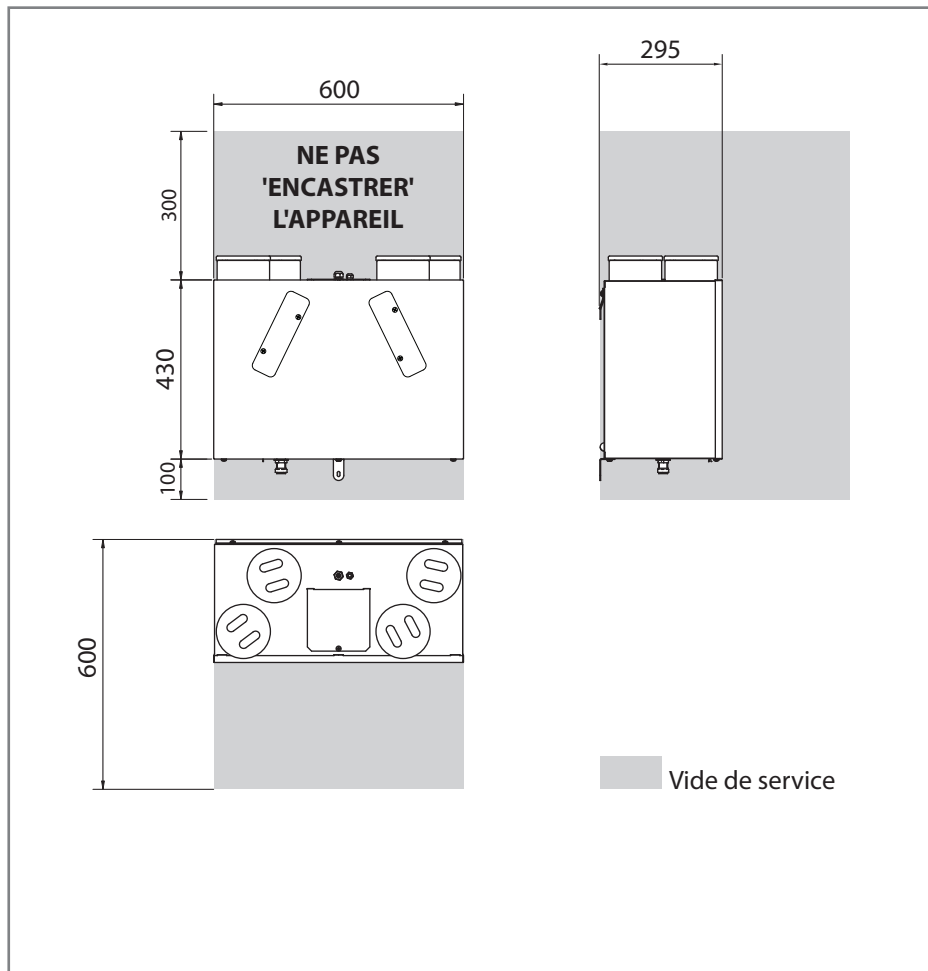 295
600
NE PAS
'ENCASTRER'
L'APPAREIL
300
430
100
600
Vide de service